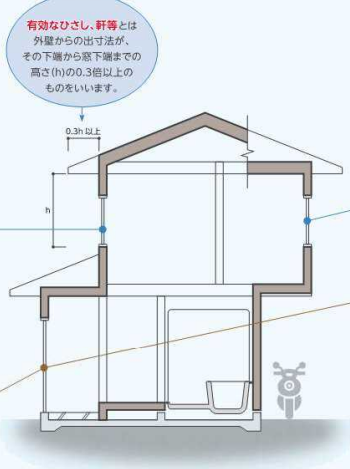 有効なひさし、軒等とは
外壁からの出寸法が、
その下端から窓下端までの
高さ(h)の0.3倍以上の
ものをいいます。
0.3h 以上
h